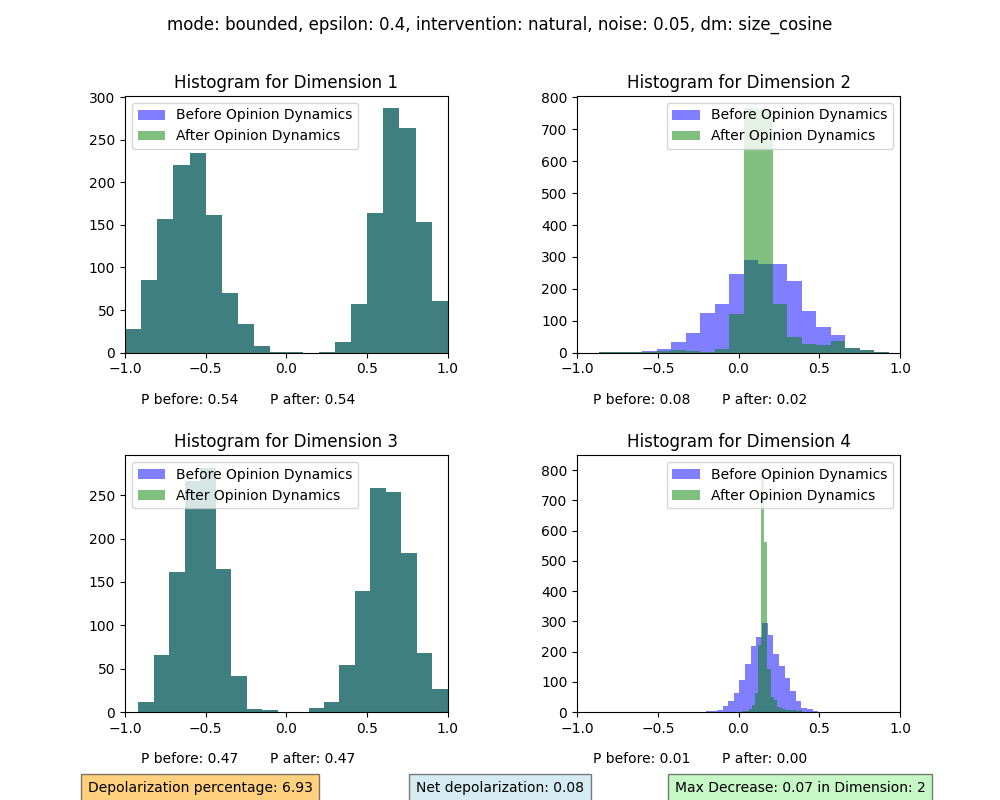 mode: bounded, epsilon: 0.4, intervention: natural, noise: 0.05, dm: size_cosine
Histogram for Dimension 1
300
250
200
150
100
50
0
Before Opinion Dynamics
After Opinion Dynamics
−1.0 −0.5 0.0 0.5 1.0
P before: 0.54 P after: 0.54
Histogram for Dimension 2
800
700
600
500
400
300
200
100
0
Before Opinion Dynamics
After Opinion Dynamics
−1.0 −0.5 0.0 0.5 1.0
P before: 0.08 P after: 0.02
Histogram for Dimension 3
250
200
150
100
50
0
Before Opinion Dynamics
After Opinion Dynamics
−1.0 −0.5 0.0 0.5 1.0
P before: 0.47 P after: 0.47
Histogram for Dimension 4
800
700
600
500
400
300
200
100
0
Before Opinion Dynamics
After Opinion Dynamics
−1.0 −0.5 0.0 0.5 1.0
P before: 0.01 P after: 0.00
Depolarization percentage: 6.93
Net depolarization: 0.08
Max Decrease: 0.07 in Dimension: 2